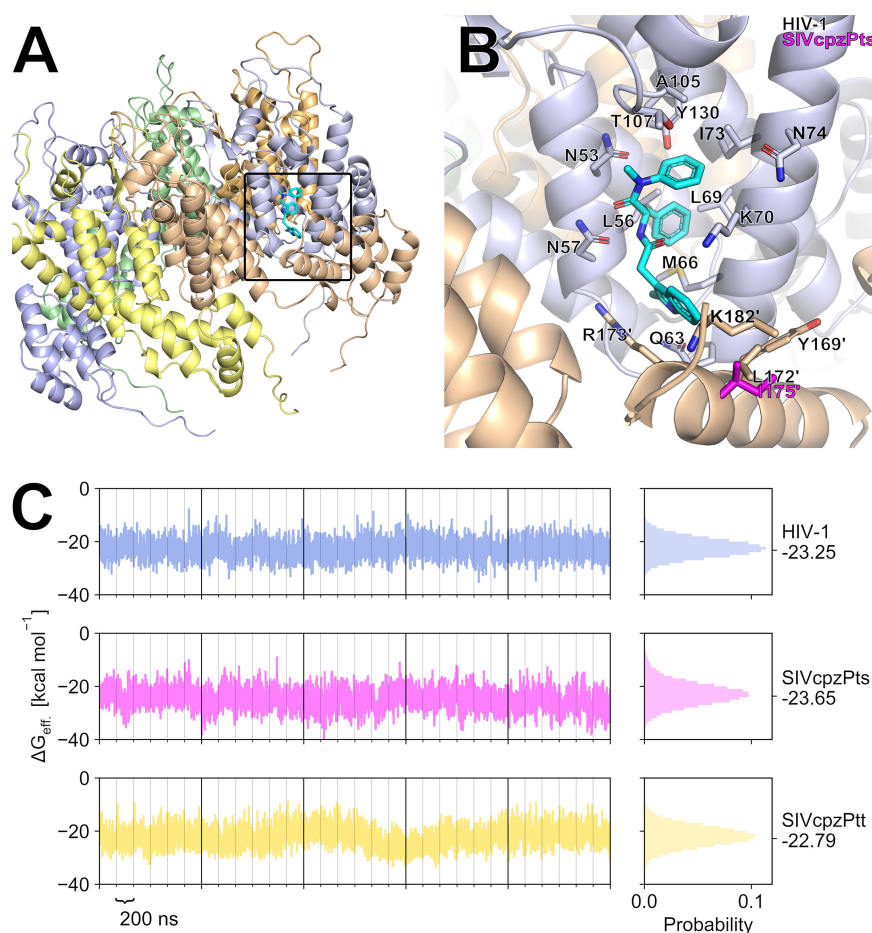 A
B
HIV-1
SIVcpzPts
A105
T107
Y130
I73
N74
N53
L69
L56
K70
N57
M66
K182'
R173'
Q63
Y169'
L172'
I175'
C
0
−20
−40
HIV-1
-23.25
0
−20
−40
SIVcpzPts
-23.65
0
−20
−40
SIVcpzPtt
-22.79
ΔGeff. [kcal mol−1]
200 ns
0.0
0.1
Probability